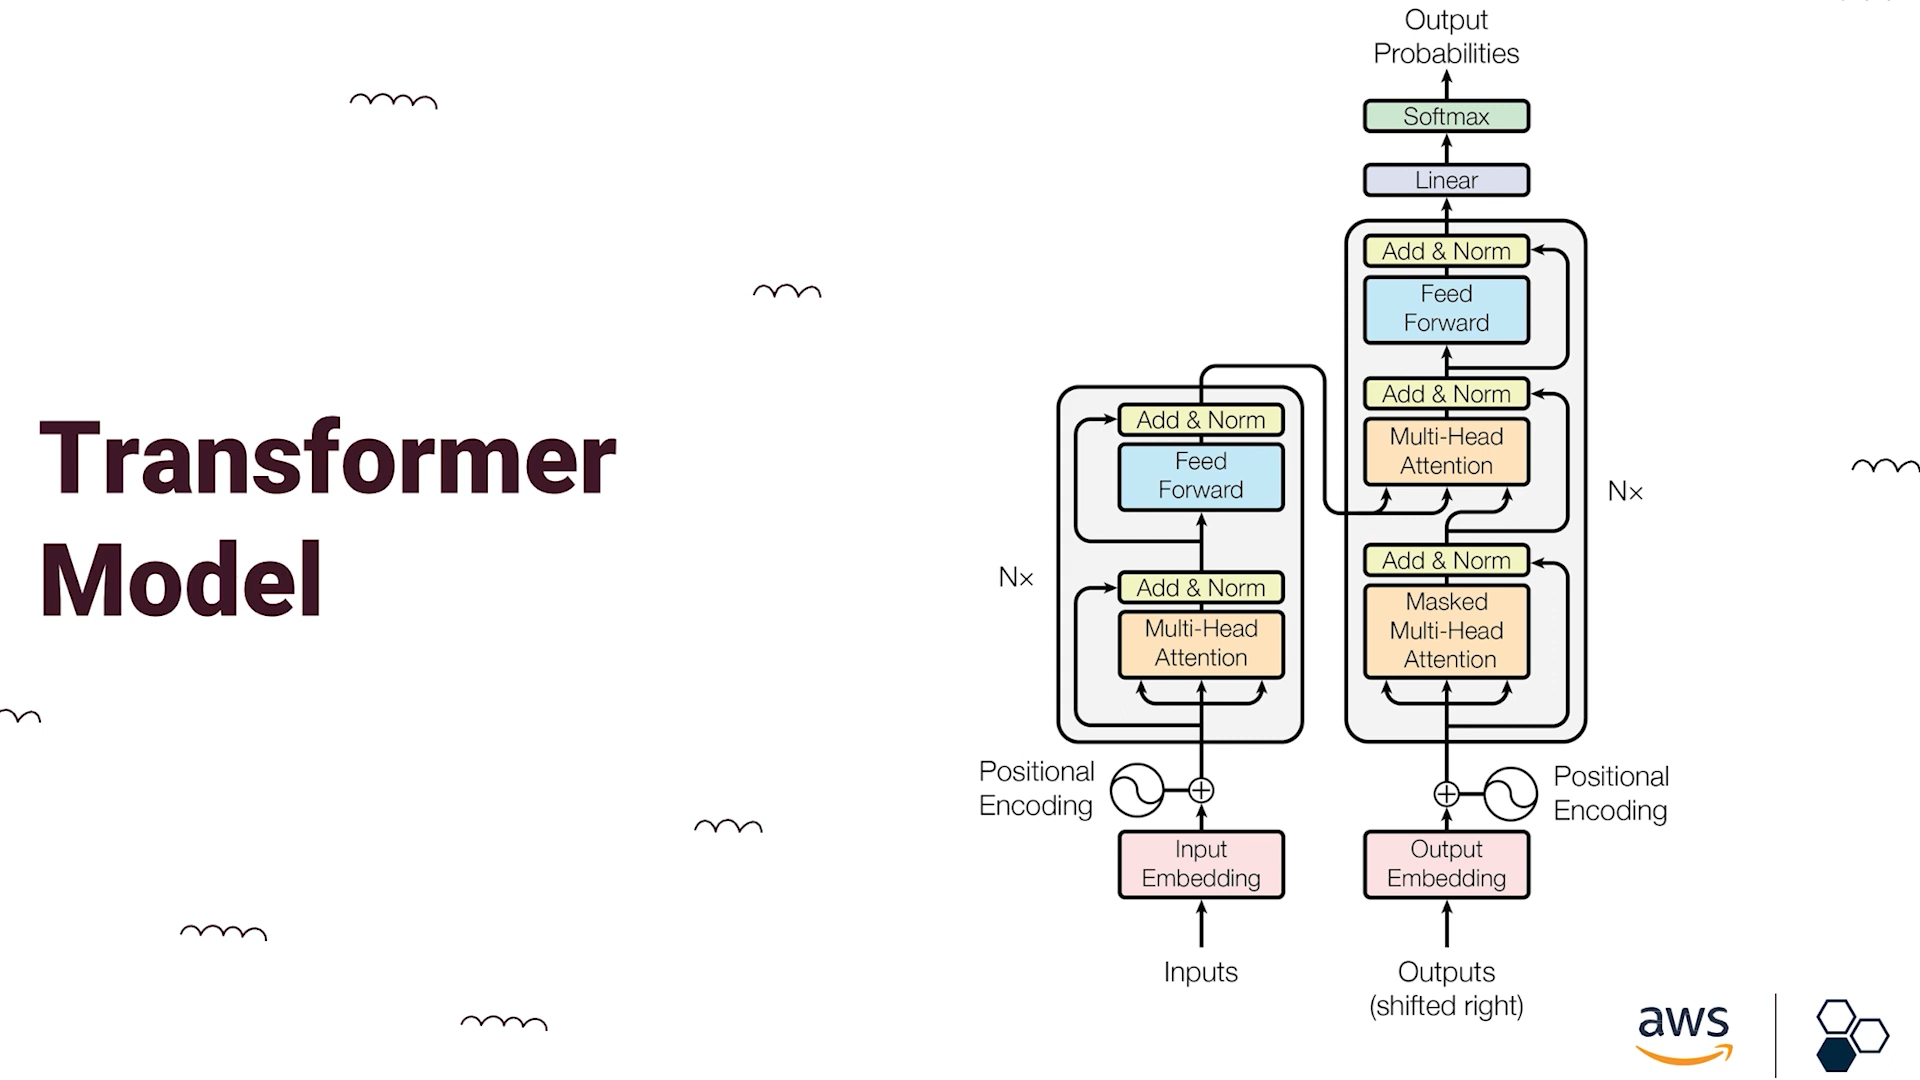 Transformer
Model
Output
Probabilities
Softmax
Linear
Add & Norm
Feed
Forward
Add & Norm
Multi-Head
Attention
N×
Add & Norm
Masked
Multi-Head
Attention
Positional
Encoding
Output
Embedding
Outputs
(shifted right)
Add & Norm
Feed
Forward
N×
Add & Norm
Multi-Head
Attention
Positional
Encoding
Input
Embedding
Inputs
aws